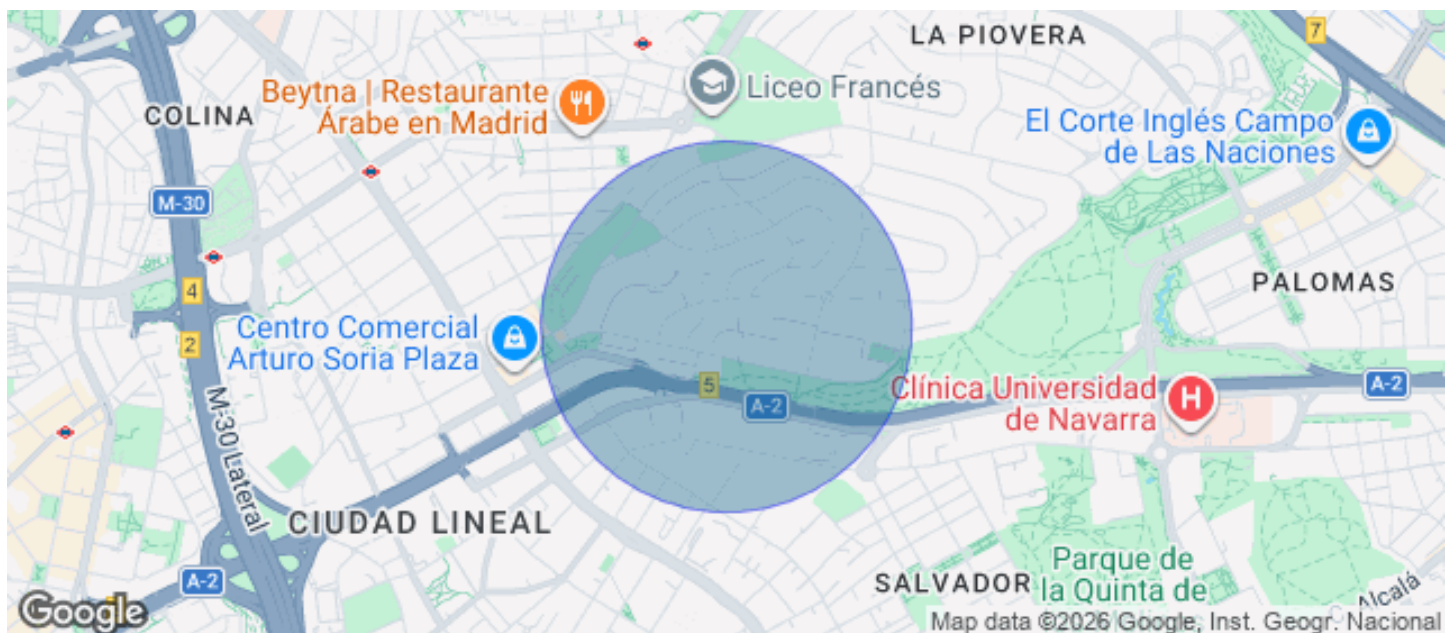 LA PIOVERA
7
Beytna | Restaurante
Árabe en Madrid
Liceo Francés
COLINA
El Corte Inglés Campo
de Las Naciones
M-30
4
2
PALOMAS
Centro Comercial
Arturo Soria Plaza
5
A-2
Clínica Universidad
de Navarra
H
A-2
M-30 Lateral
CIUDAD LINEAL
A-2
SALVADOR
Parque de
la Quinta de
C. Alcalá
Google
Map data ©2026 Google, Inst. Geogr. Nacional